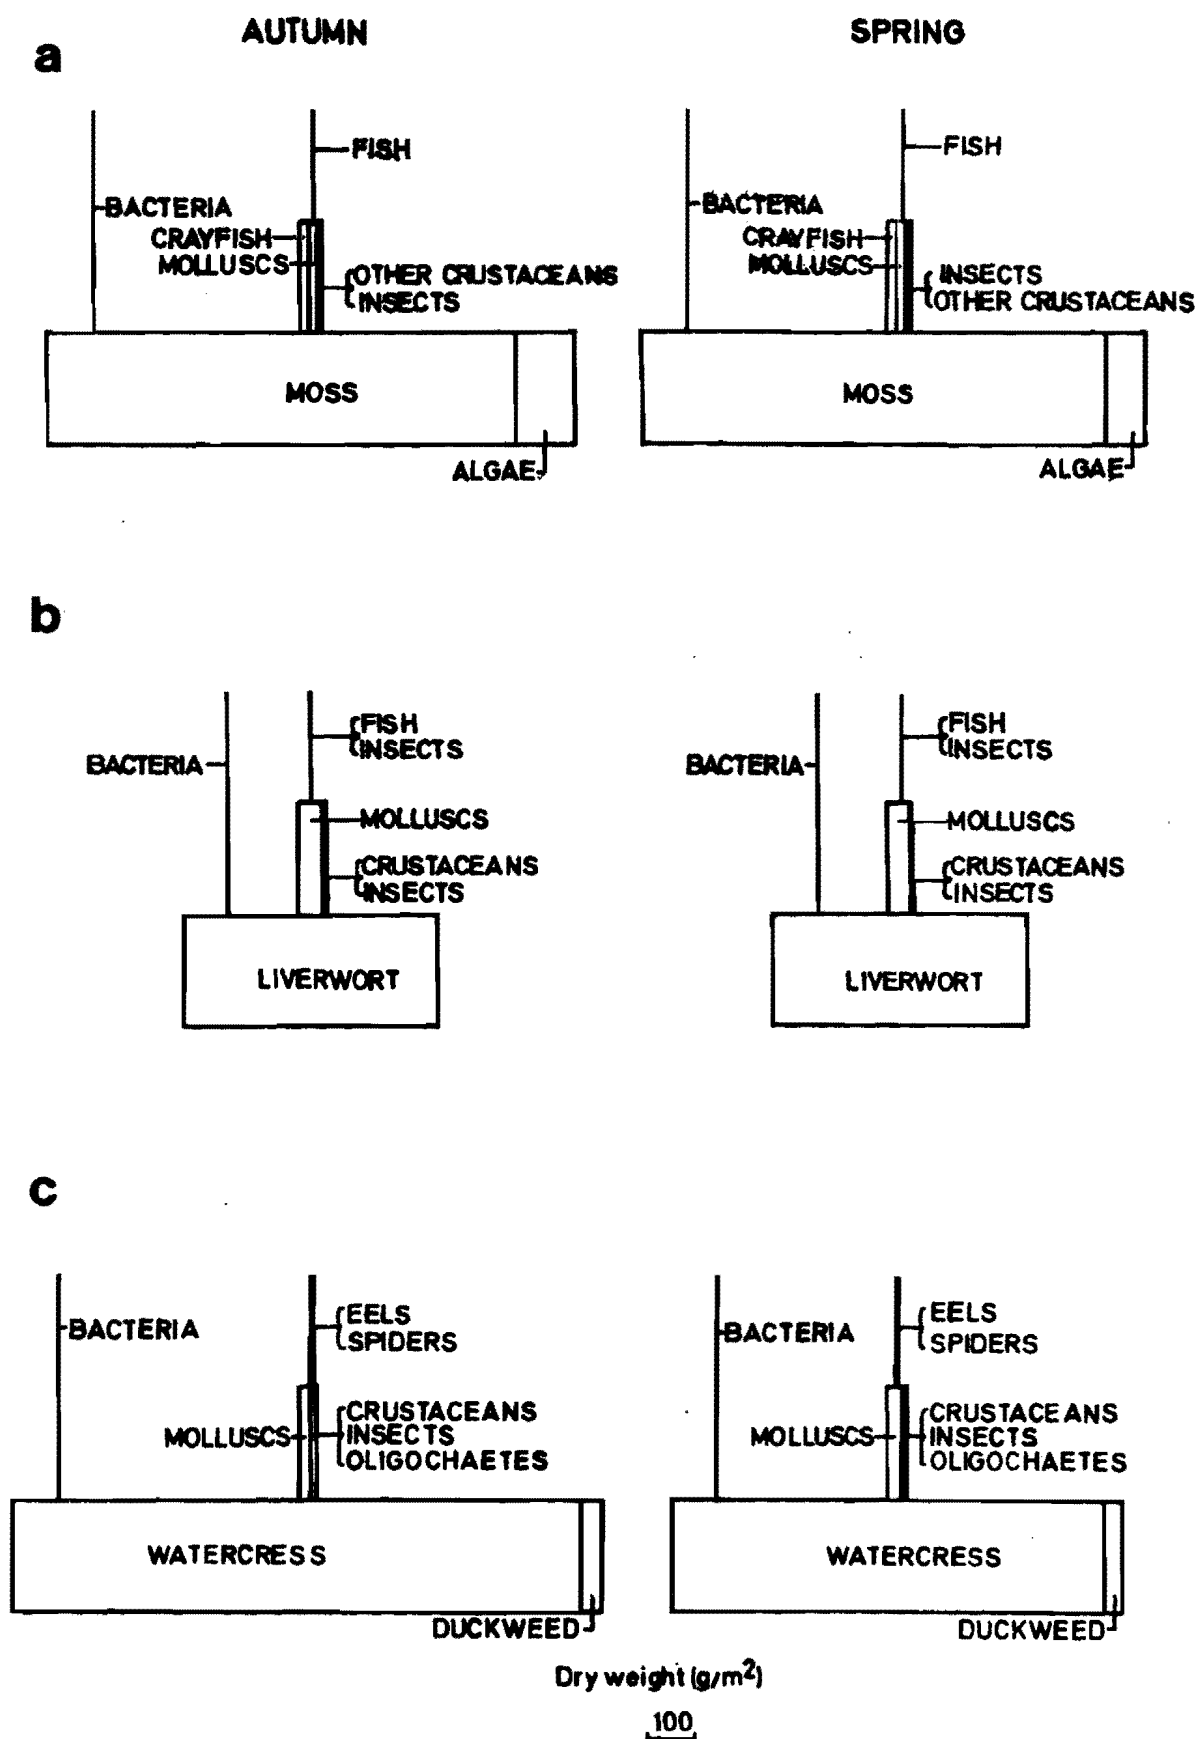 AUTUMN
SPRING
a
FISH
BACTERIA
CRAYFISH
MOLLUSCS
OTHER CRUSTACEANS
INSECTS
MOSS
ALGAE
FISH
BACTERIA
CRAYFISH
MOLLUSCS
INSECTS
OTHER CRUSTACEANS
MOSS
ALGAE
b
FISH
INSECTS
BACTERIA
MOLLUSCS
CRUSTACEANS
INSECTS
LIVERWORT
FISH
INSECTS
BACTERIA
MOLLUSCS
CRUSTACEANS
INSECTS
LIVERWORT
c
BACTERIA
EELS
SPIDERS
MOLLUSCS
CRUSTACEANS
INSECTS
OLIGOCHAETES
WATERCRESS
DUCKWEED
BACTERIA
EELS
SPIDERS
MOLLUSCS
CRUSTACEANS
INSECTS
OLIGOCHAETES
WATERCRESS
DUCKWEED
Dry weight (g/m²)
100